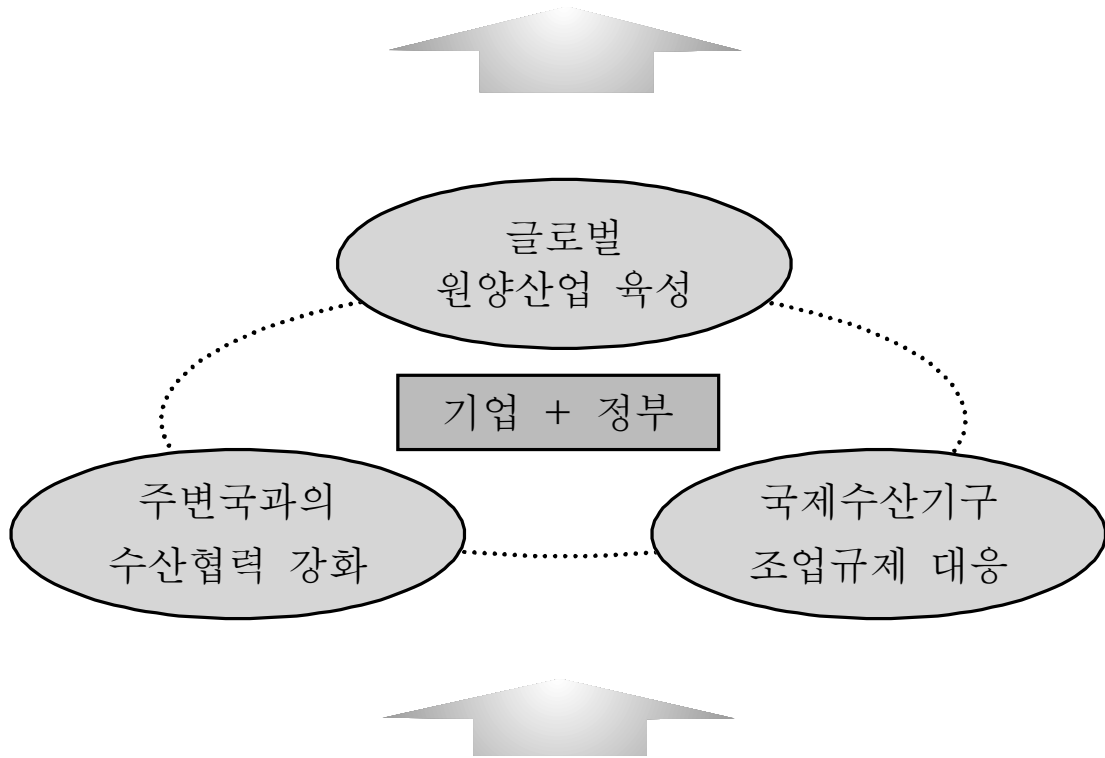 글로벌
원양산업 육성
기업 + 정부
주변국과의
수산협력 강화
국제수산기구
조업규제 대응